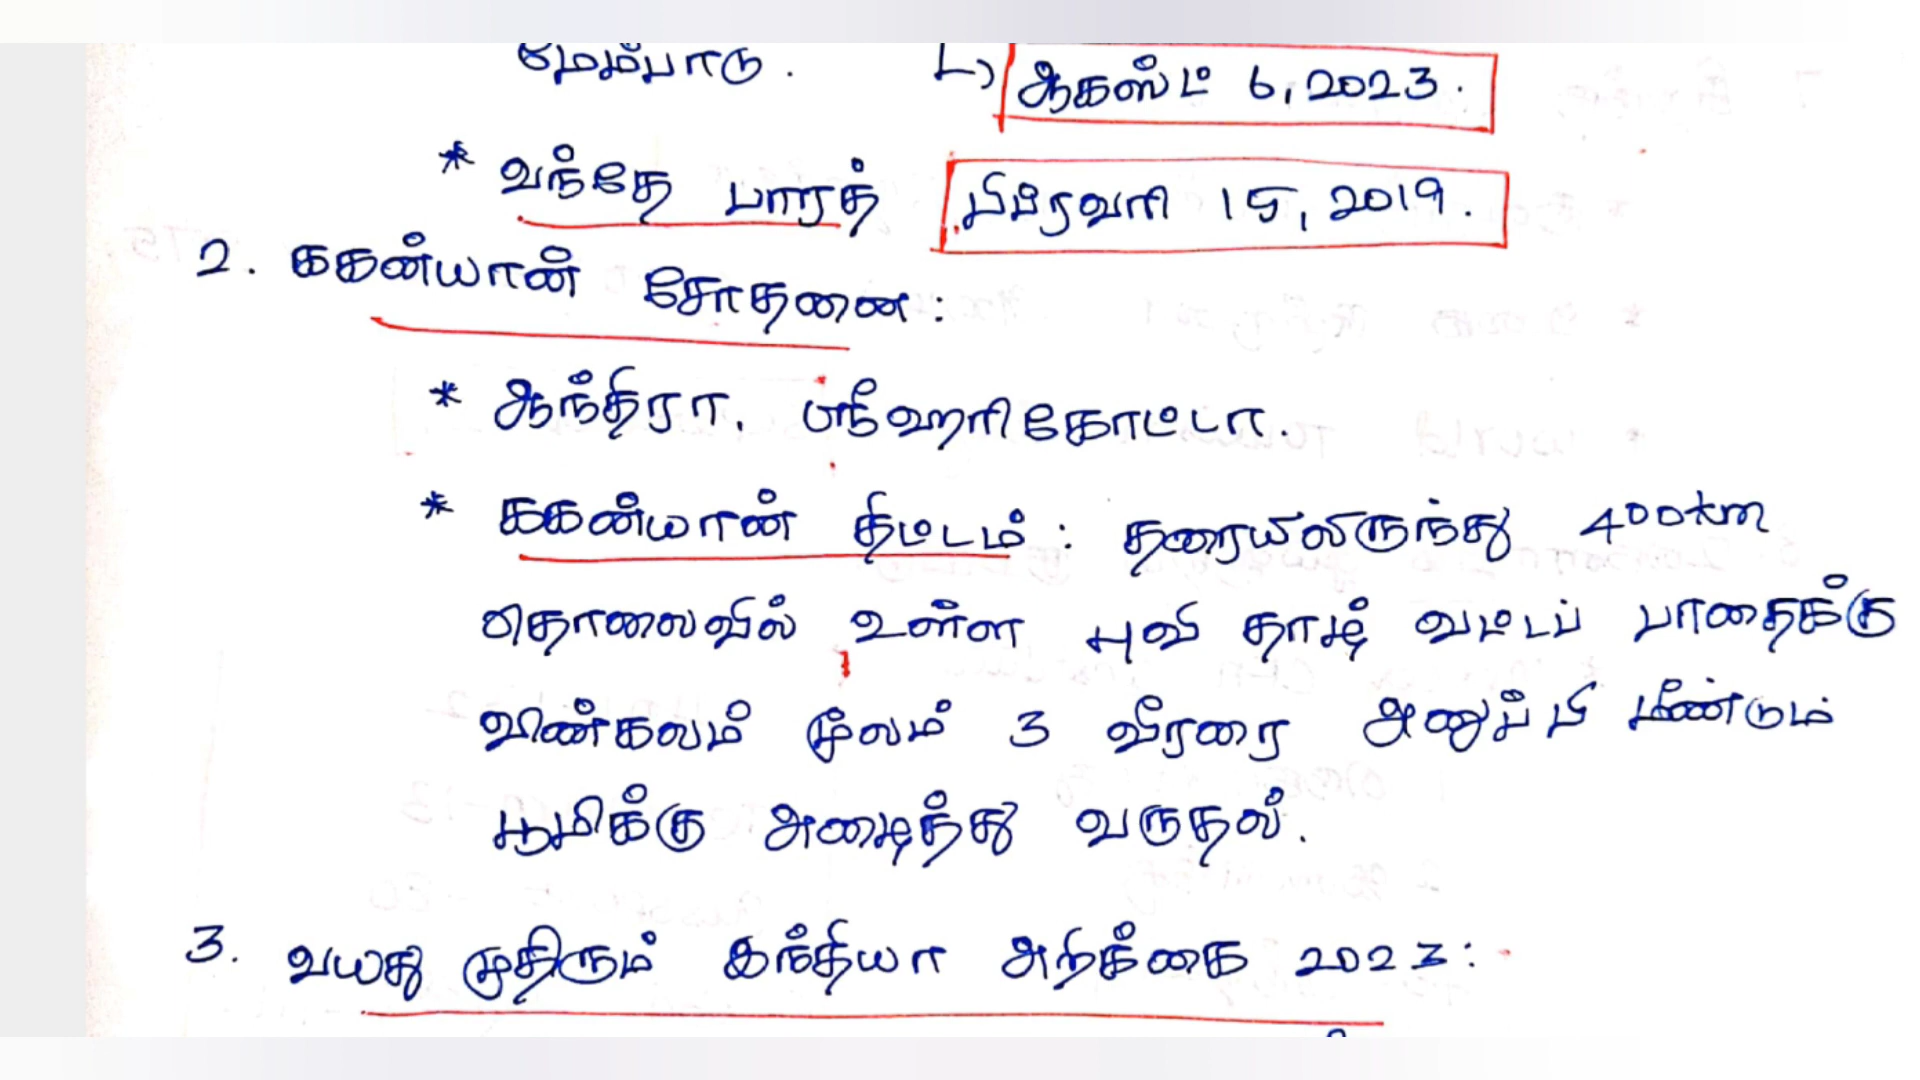 மேம்பாடு. ஆகஸ்ட் 6, 2023.
* வந்தே பாரத் பிப்ரவரி 15, 2019.
2. ககன்யான் சோதனை:
* ஆந்திரா, ஸ்ரீஹரிகோட்டா.
* ககன்யான் திட்டம்: தரையிலிருந்து 400km
தொலைவில் உள்ள புவி தாழ் வட்டப் பாதைக்கு
விண்கலம் மூலம் 3 வீரரை அனுப்பி மீண்டும்
பூமிக்கு அழைத்து வருதல்.
3. வயது முதிரும் இந்தியா அறிக்கை 2023: